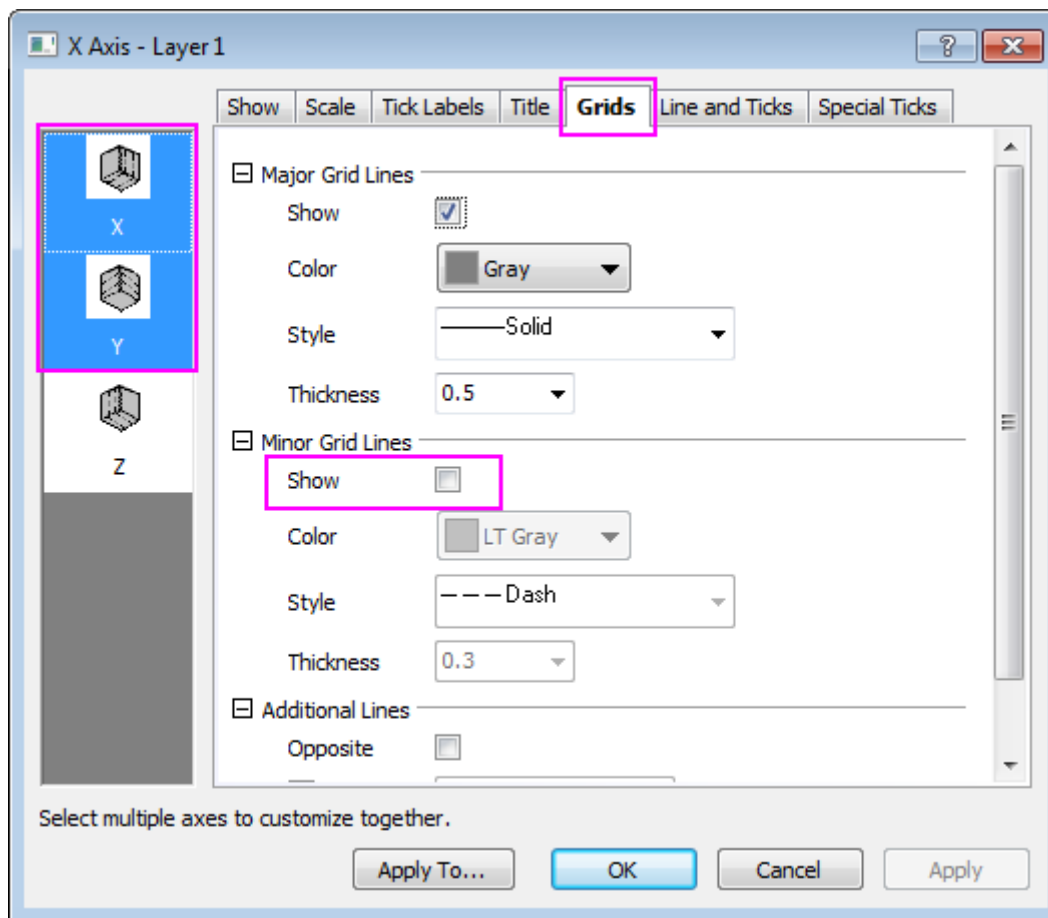 X Axis - Layer 1
Show Scale Tick Labels Title Grids Line and Ticks Special Ticks
X
Y
Z
Major Grid Lines
Show
Color Gray
Style Solid
Thickness 0.5
Minor Grid Lines
Show
Color LT Gray
Style Dash
Thickness 0.3
Additional Lines
Opposite
Select multiple axes to customize together.
Apply To... OK Cancel Apply